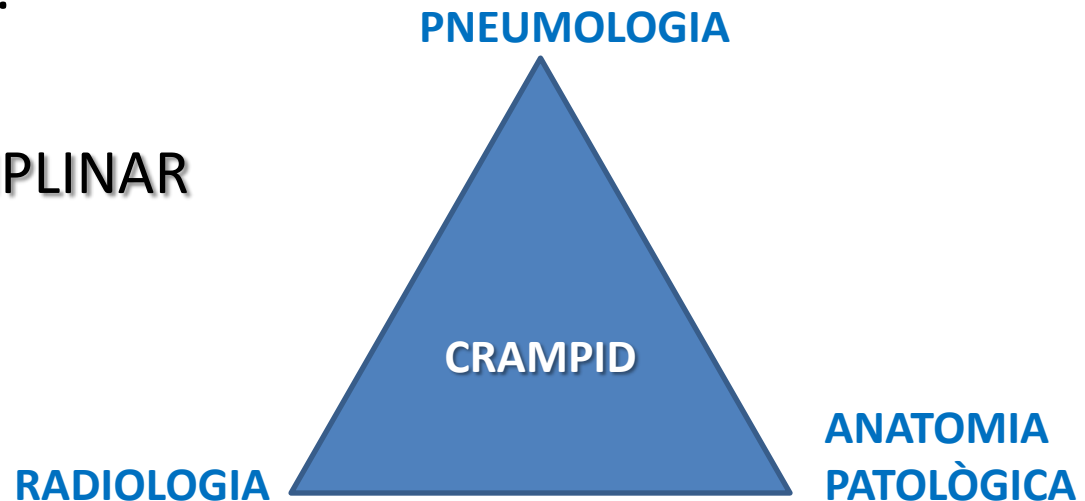 PNEUMOLOGIA
PLINAR
CRAMPID
ANATOMIA
RADIOLOGIA
PATOLÒGICA